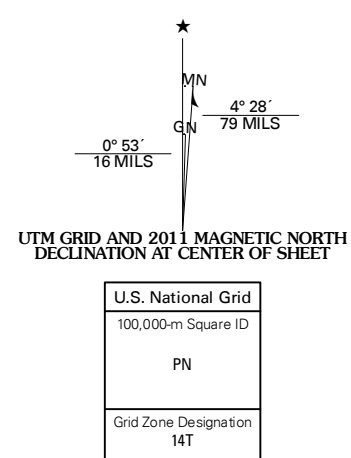 ★
MN
4° 28´
79 MILS
GN
0° 53´
16 MILS
UTM GRID AND 2011 MAGNETIC NORTH
DECLINATION AT CENTER OF SHEET
U.S. National Grid
100,000-m Square ID
PN
Grid Zone Designation
14T